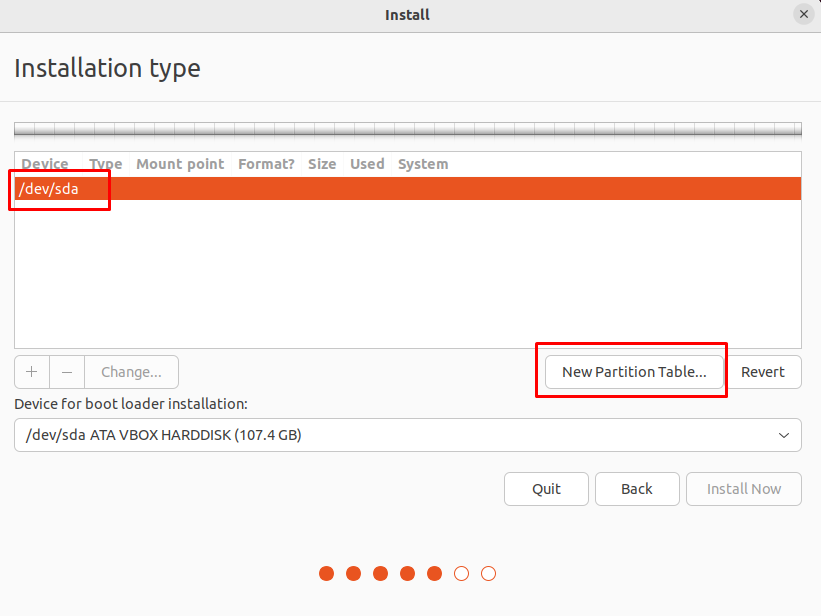 Install
Installation type
Device Type Mount point Format? Size Used System
/dev/sda
+ − Change... New Partition Table... Revert
Device for boot loader installation:
/dev/sda ATA VBOX HARDDISK (107.4 GB)
Quit Back Install Now